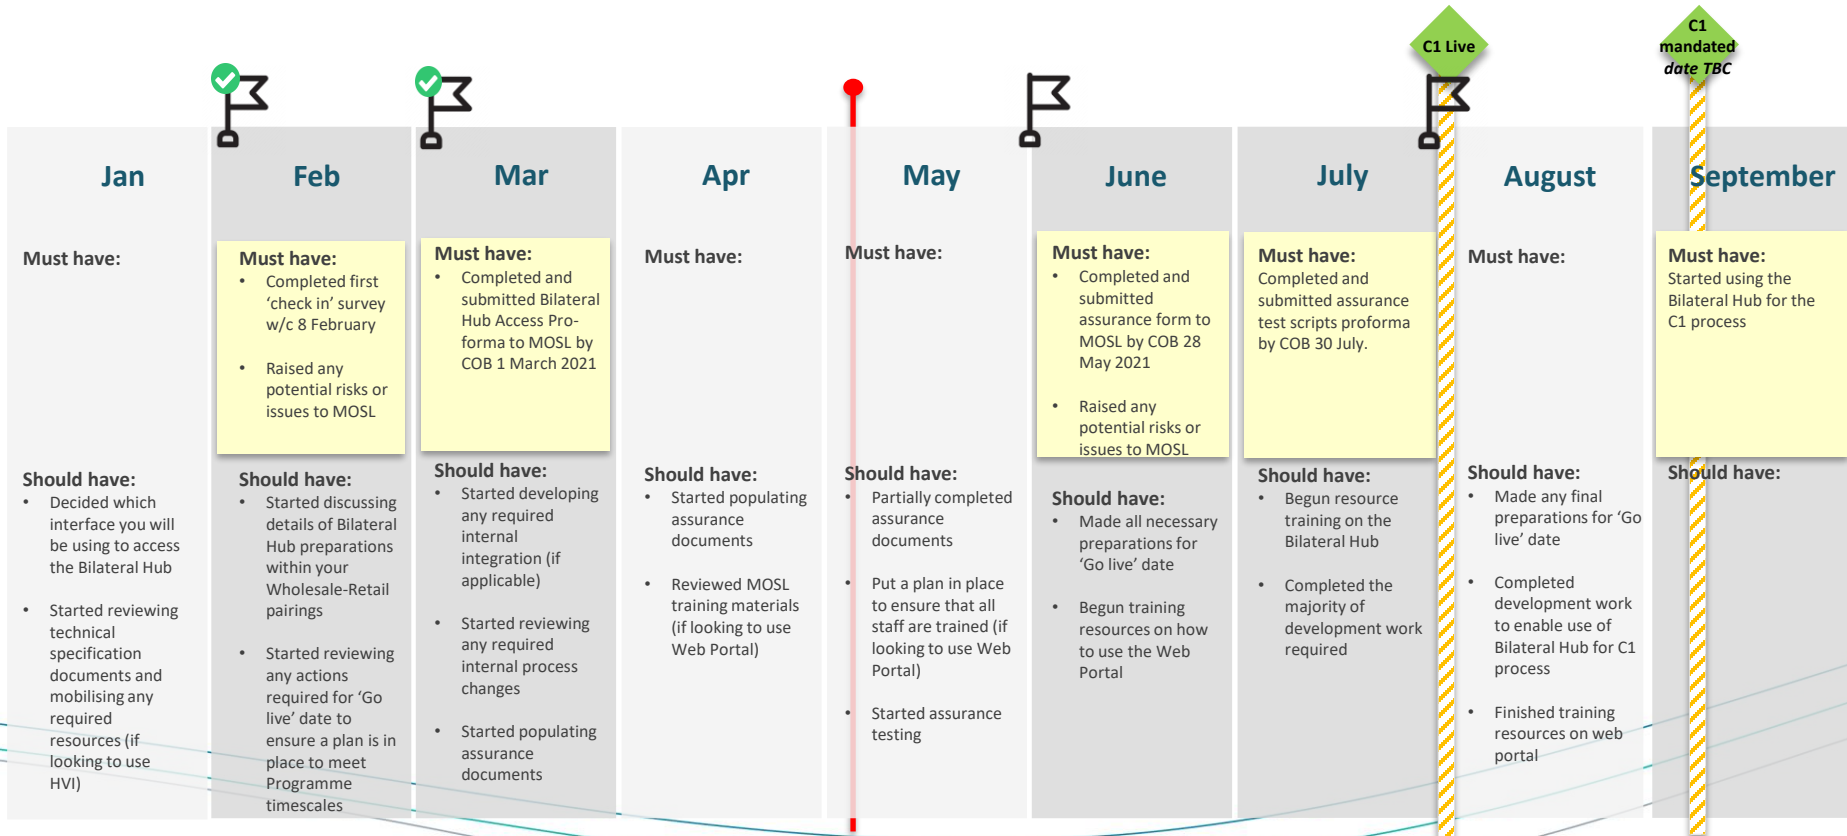 C1 Live
C1
mandated
date TBC
Jan
Must have:
Should have:
• Decided which
interface you will
be using to access
the Bilateral Hub
• Started reviewing
technical
specification
documents and
mobilising any
required
resources (if
looking to use
HVI)
Feb
Must have:
• Completed first
‘check in’ survey
w/c 8 February
• Raised any
potential risks or
issues to MOSL
Should have:
• Started discussing
details of Bilateral
Hub preparations
within your
Wholesale-Retail
pairings
• Started reviewing
any actions
required for ‘Go
live’ date to
ensure a plan is in
place to meet
Programme
timescales
Mar
Must have:
• Completed and
submitted Bilateral
Hub Access Pro-
forma to MOSL by
COB 1 March 2021
Should have:
• Started developing
any required
internal
integration (if
applicable)
• Started reviewing
any required
internal process
changes
• Started populating
assurance
documents
Apr
Must have:
Should have:
• Started populating
assurance
documents
• Reviewed MOSL
training materials
(if looking to use
Web Portal)
May
Must have:
Should have:
• Partially completed
assurance
documents
• Put a plan in place
to ensure that all
staff are trained (if
looking to use Web
Portal)
• Started assurance
testing
June
Must have:
• Completed and
submitted
assurance form to
MOSL by COB 28
May 2021
• Raised any
potential risks or
issues to MOSL
Should have:
• Made all necessary
preparations for
‘Go live’ date
• Begun training
resources on how
to use the Web
Portal
July
Must have:
Completed and
submitted assurance
test scripts proforma
by COB 30 July.
Should have:
• Begun resource
training on the
Bilateral Hub
• Completed the
majority of
development work
required
August
Must have:
Should have:
• Made any final
preparations for ‘Go
live’ date
• Completed
development work
to enable use of
Bilateral Hub for C1
process
• Finished training
resources on web
portal
September
Must have:
Started using the
Bilateral Hub for the
C1 process
Should have: